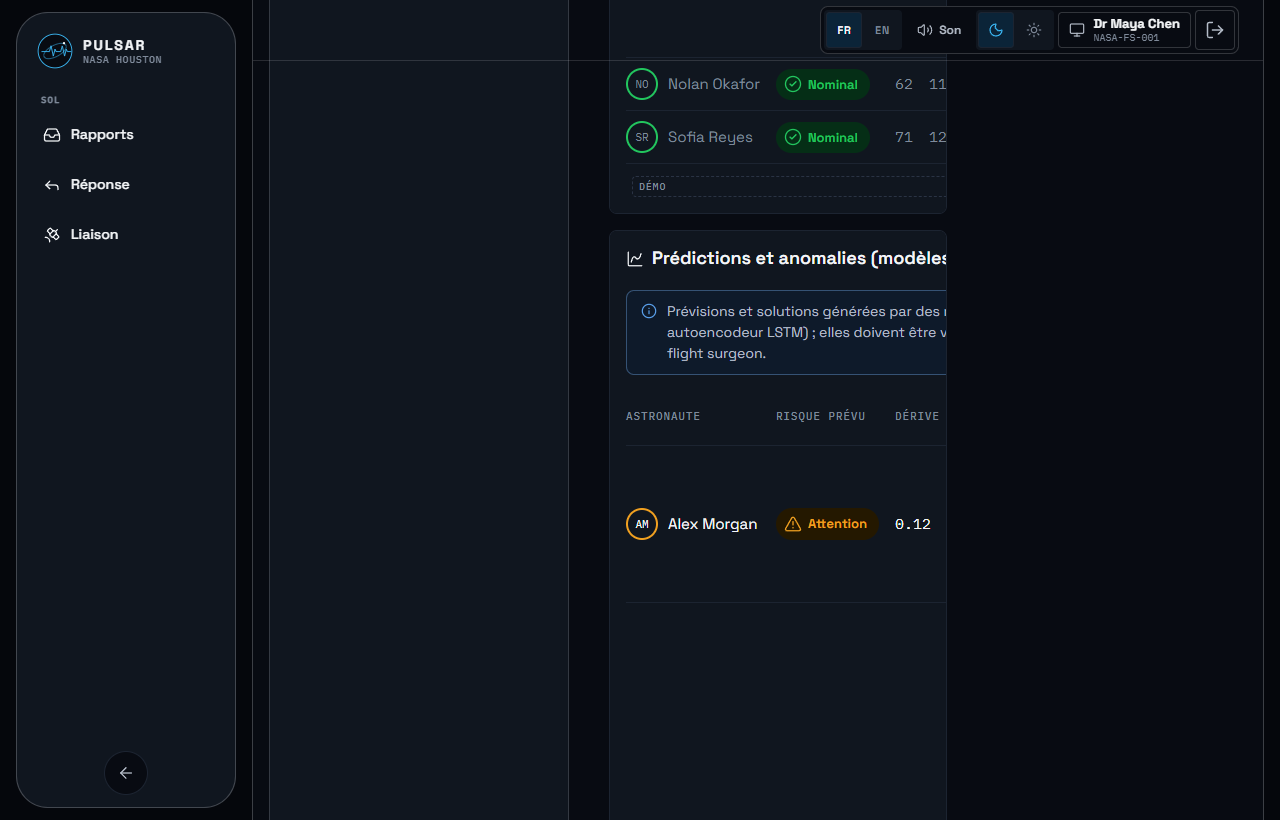 PULSAR
NASA HOUSTON
SOL
Rapports
Réponse
Liaison
FR EN Son Dr Maya Chen
NASA-FS-001
NO Nolan Okafor Nominal 62 11
SR Sofia Reyes Nominal 71 12
DÉMO
Prédictions et anomalies (modèles
Prévisions et solutions générées par des
autoencodeur LSTM) ; elles doivent être
flight surgeon.
ASTRONAUTE RISQUE PRÉVU DÉRIVE
AM Alex Morgan Attention 0.12